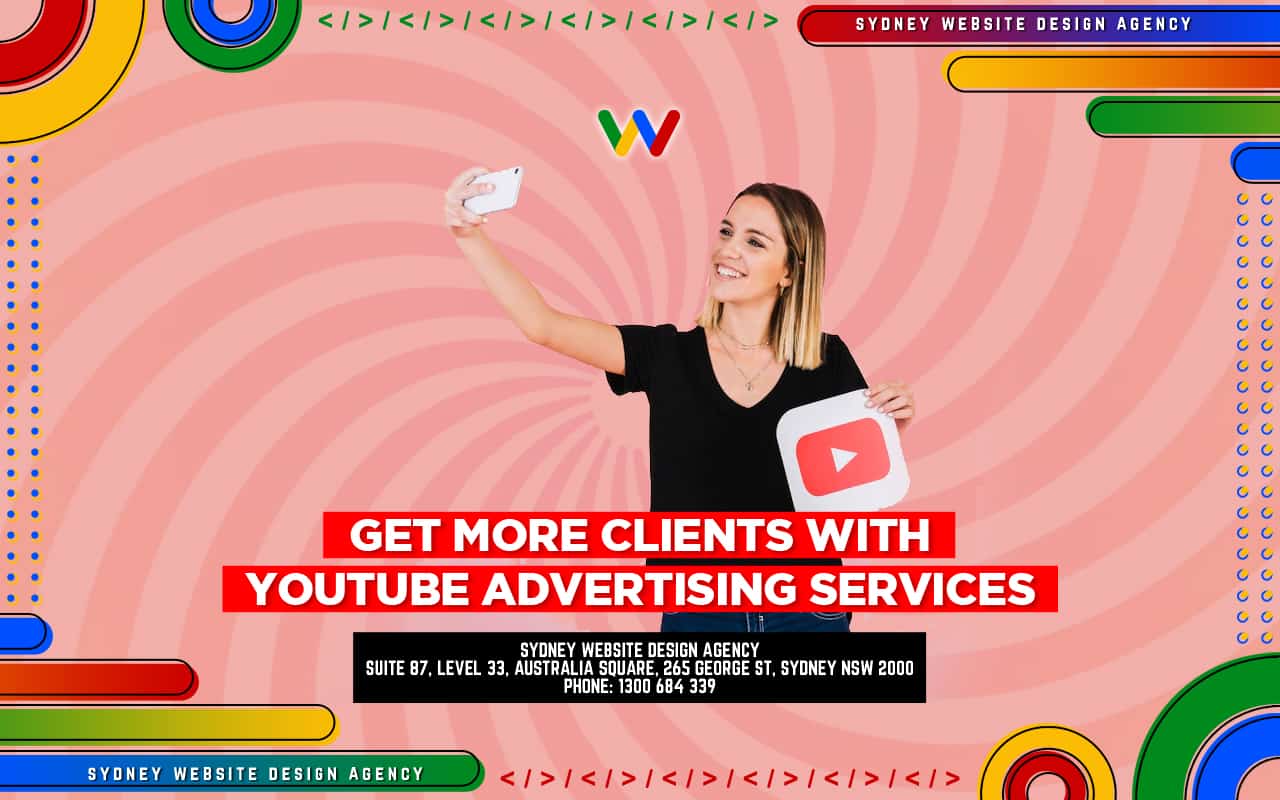 </>/</>/</>/</>/</>/</>/</>/</>
SYDNEY WEBSITE DESIGN AGENCY
W
GET MORE CLIENTS WITH
YOUTUBE ADVERTISING SERVICES
SYDNEY WEBSITE DESIGN AGENCY
SUITE 87, LEVEL 33, AUSTRALIA SQUARE, 265 GEORGE ST, SYDNEY NSW 2000
PHONE: 1300 684 339
SYDNEY WEBSITE DESIGN AGENCY
</>/</>/</>/</>/</>/</>/</>/</>